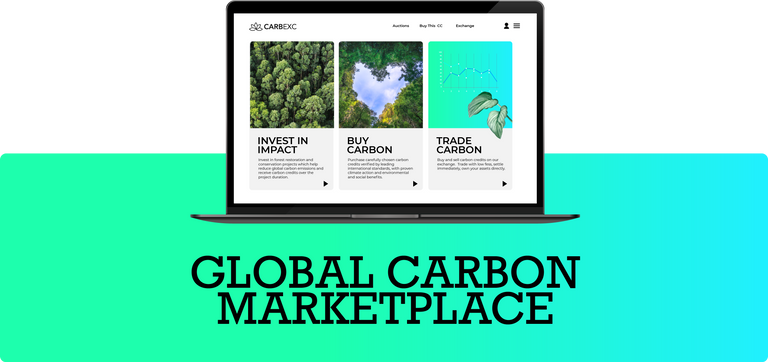 CARBEXC
Auctions Buy This CC Exchange
INVEST IN
IMPACT
Invest in forest restoration and
conservation projects which help
reduce global carbon emissions and
receive carbon credits over the
project duration.
BUY
CARBON
Purchase carefully chosen carbon
credits verified by leading
international standards, with proven
climate action and environmental
and social benefits.
TRADE
CARBON
Buy and sell carbon credits on our
exchange. Trade with low fees, settle
immediately, own your assets directly.
GLOBAL CARBON
MARKETPLACE